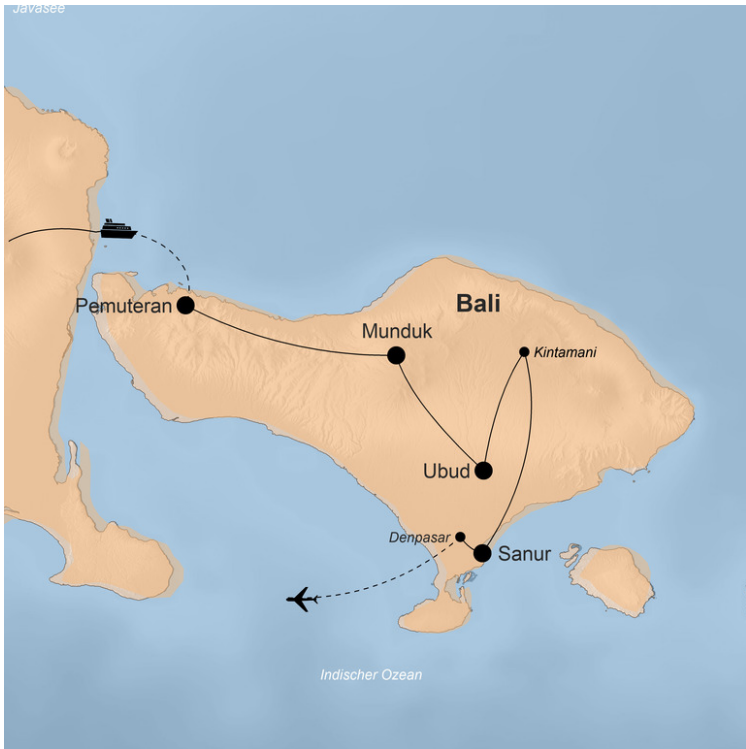 Javasee
Bali
Pemuteran
Munduk
Kintamani
Ubud
Denpasar
Sanur
Indischer Ozean